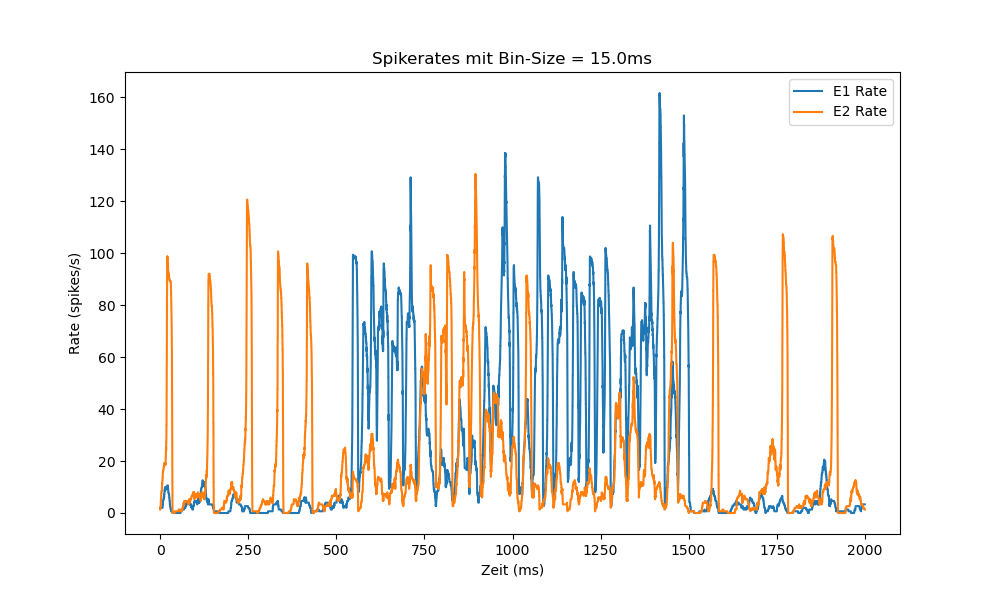 Spikerates mit Bin-Size = 15.0ms
E1 Rate
E2 Rate
Rate (spikes/s)
160
140
120
100
80
60
40
20
0
0 250 500 750 1000 1250 1500 1750 2000
Zeit (ms)